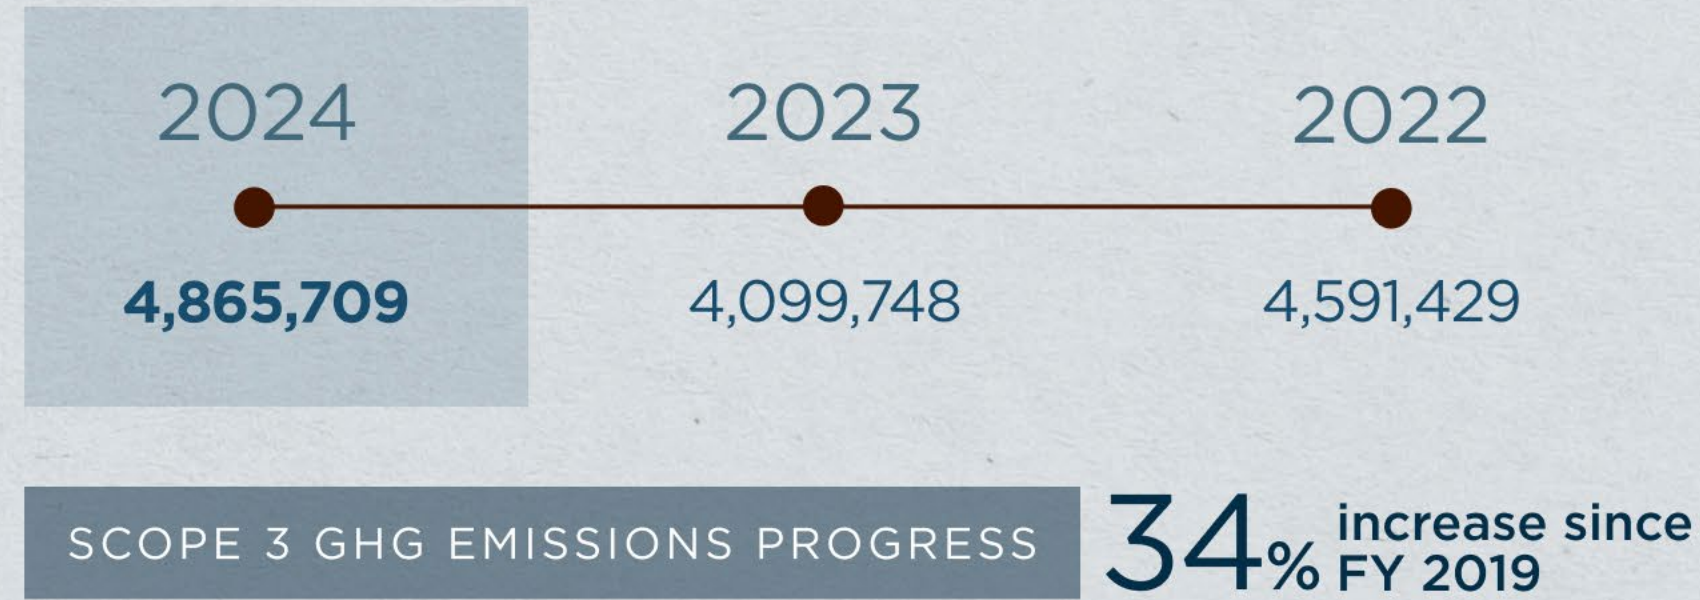 2024 2023 2022
4,865,709 4,099,748 4,591,429
SCOPE 3 GHG EMISSIONS PROGRESS
34% increase since
FY 2019